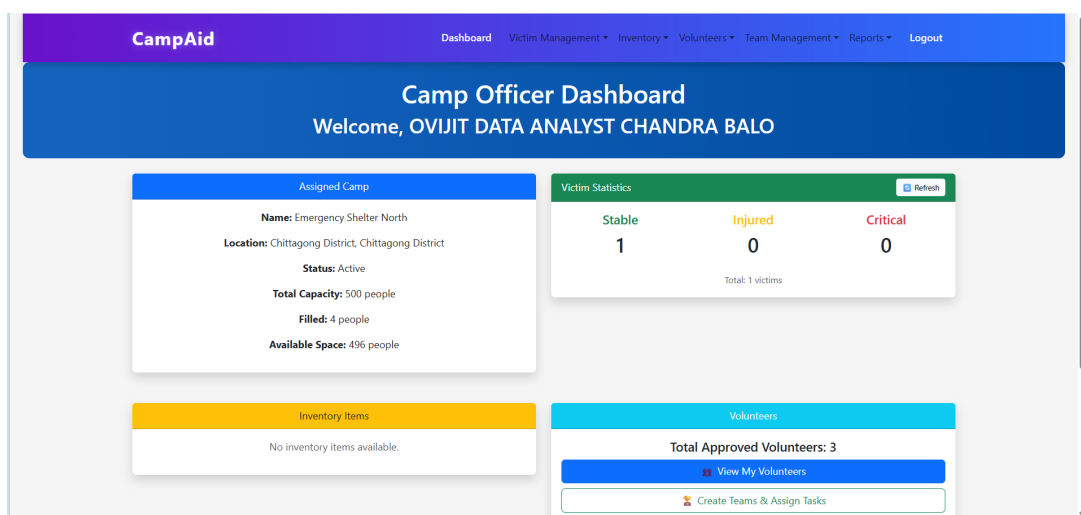 CampAid
Dashboard Victim Management Inventory Volunteers Team Management Reports Logout
Camp Officer Dashboard
Welcome, OVIJIT DATA ANALYST CHANDRA BALO
Assigned Camp
Name: Emergency Shelter North
Location: Chittagong District, Chittagong District
Status: Active
Total Capacity: 500 people
Filled: 4 people
Available Space: 496 people
Victim Statistics
Refresh
Stable Injured Critical
1 0 0
Total: 1 victims
Inventory Items
No inventory items available.
Volunteers
Total Approved Volunteers: 3
View My Volunteers
Create Teams & Assign Tasks